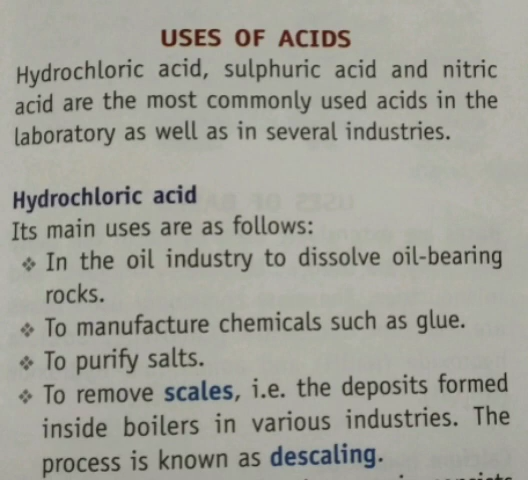 USES OF ACIDS
Hydrochloric acid, sulphuric acid and nitric
acid are the most commonly used acids in the
laboratory as well as in several industries.
Hydrochloric acid
Its main uses are as follows:
❖ In the oil industry to dissolve oil-bearing
rocks.
❖ To manufacture chemicals such as glue.
❖ To purify salts.
❖ To remove scales, i.e. the deposits formed
inside boilers in various industries. The
process is known as descaling.